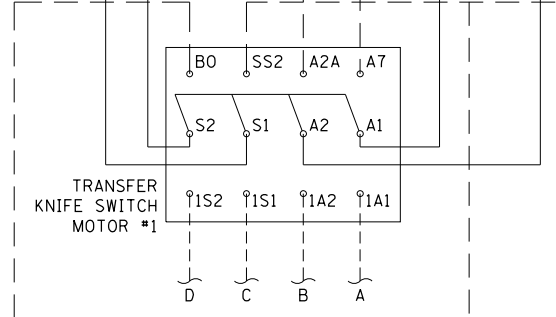 BO SS2 A2A A7
S2 S1 A2 A1
TRANSFER
KNIFE SWITCH
MOTOR #1
1S2 1S1 1A2 1A1
D C B A